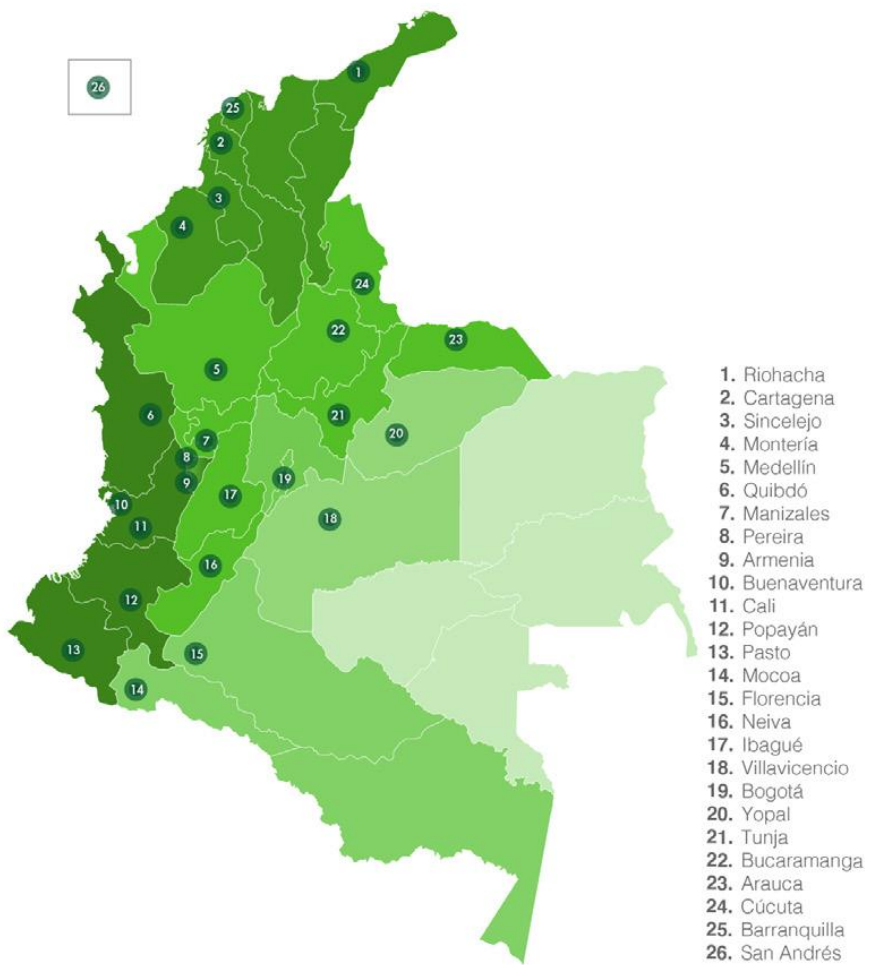 26
1
25
2
3
4
24
22
23
5
6
21
20
7
8
19
9
17
10
18
11
16
12
13
15
14
1. Riohacha
2. Cartagena
3. Sincelejo
4. Montería
5. Medellín
6. Quibdó
7. Manizales
8. Pereira
9. Armenia
10. Buenaventura
11. Cali
12. Popayán
13. Pasto
14. Mocoa
15. Florencia
16. Neiva
17. Ibagué
18. Villavicencio
19. Bogotá
20. Yopal
21. Tunja
22. Bucaramanga
23. Arauca
24. Cúcuta
25. Barranquilla
26. San Andrés